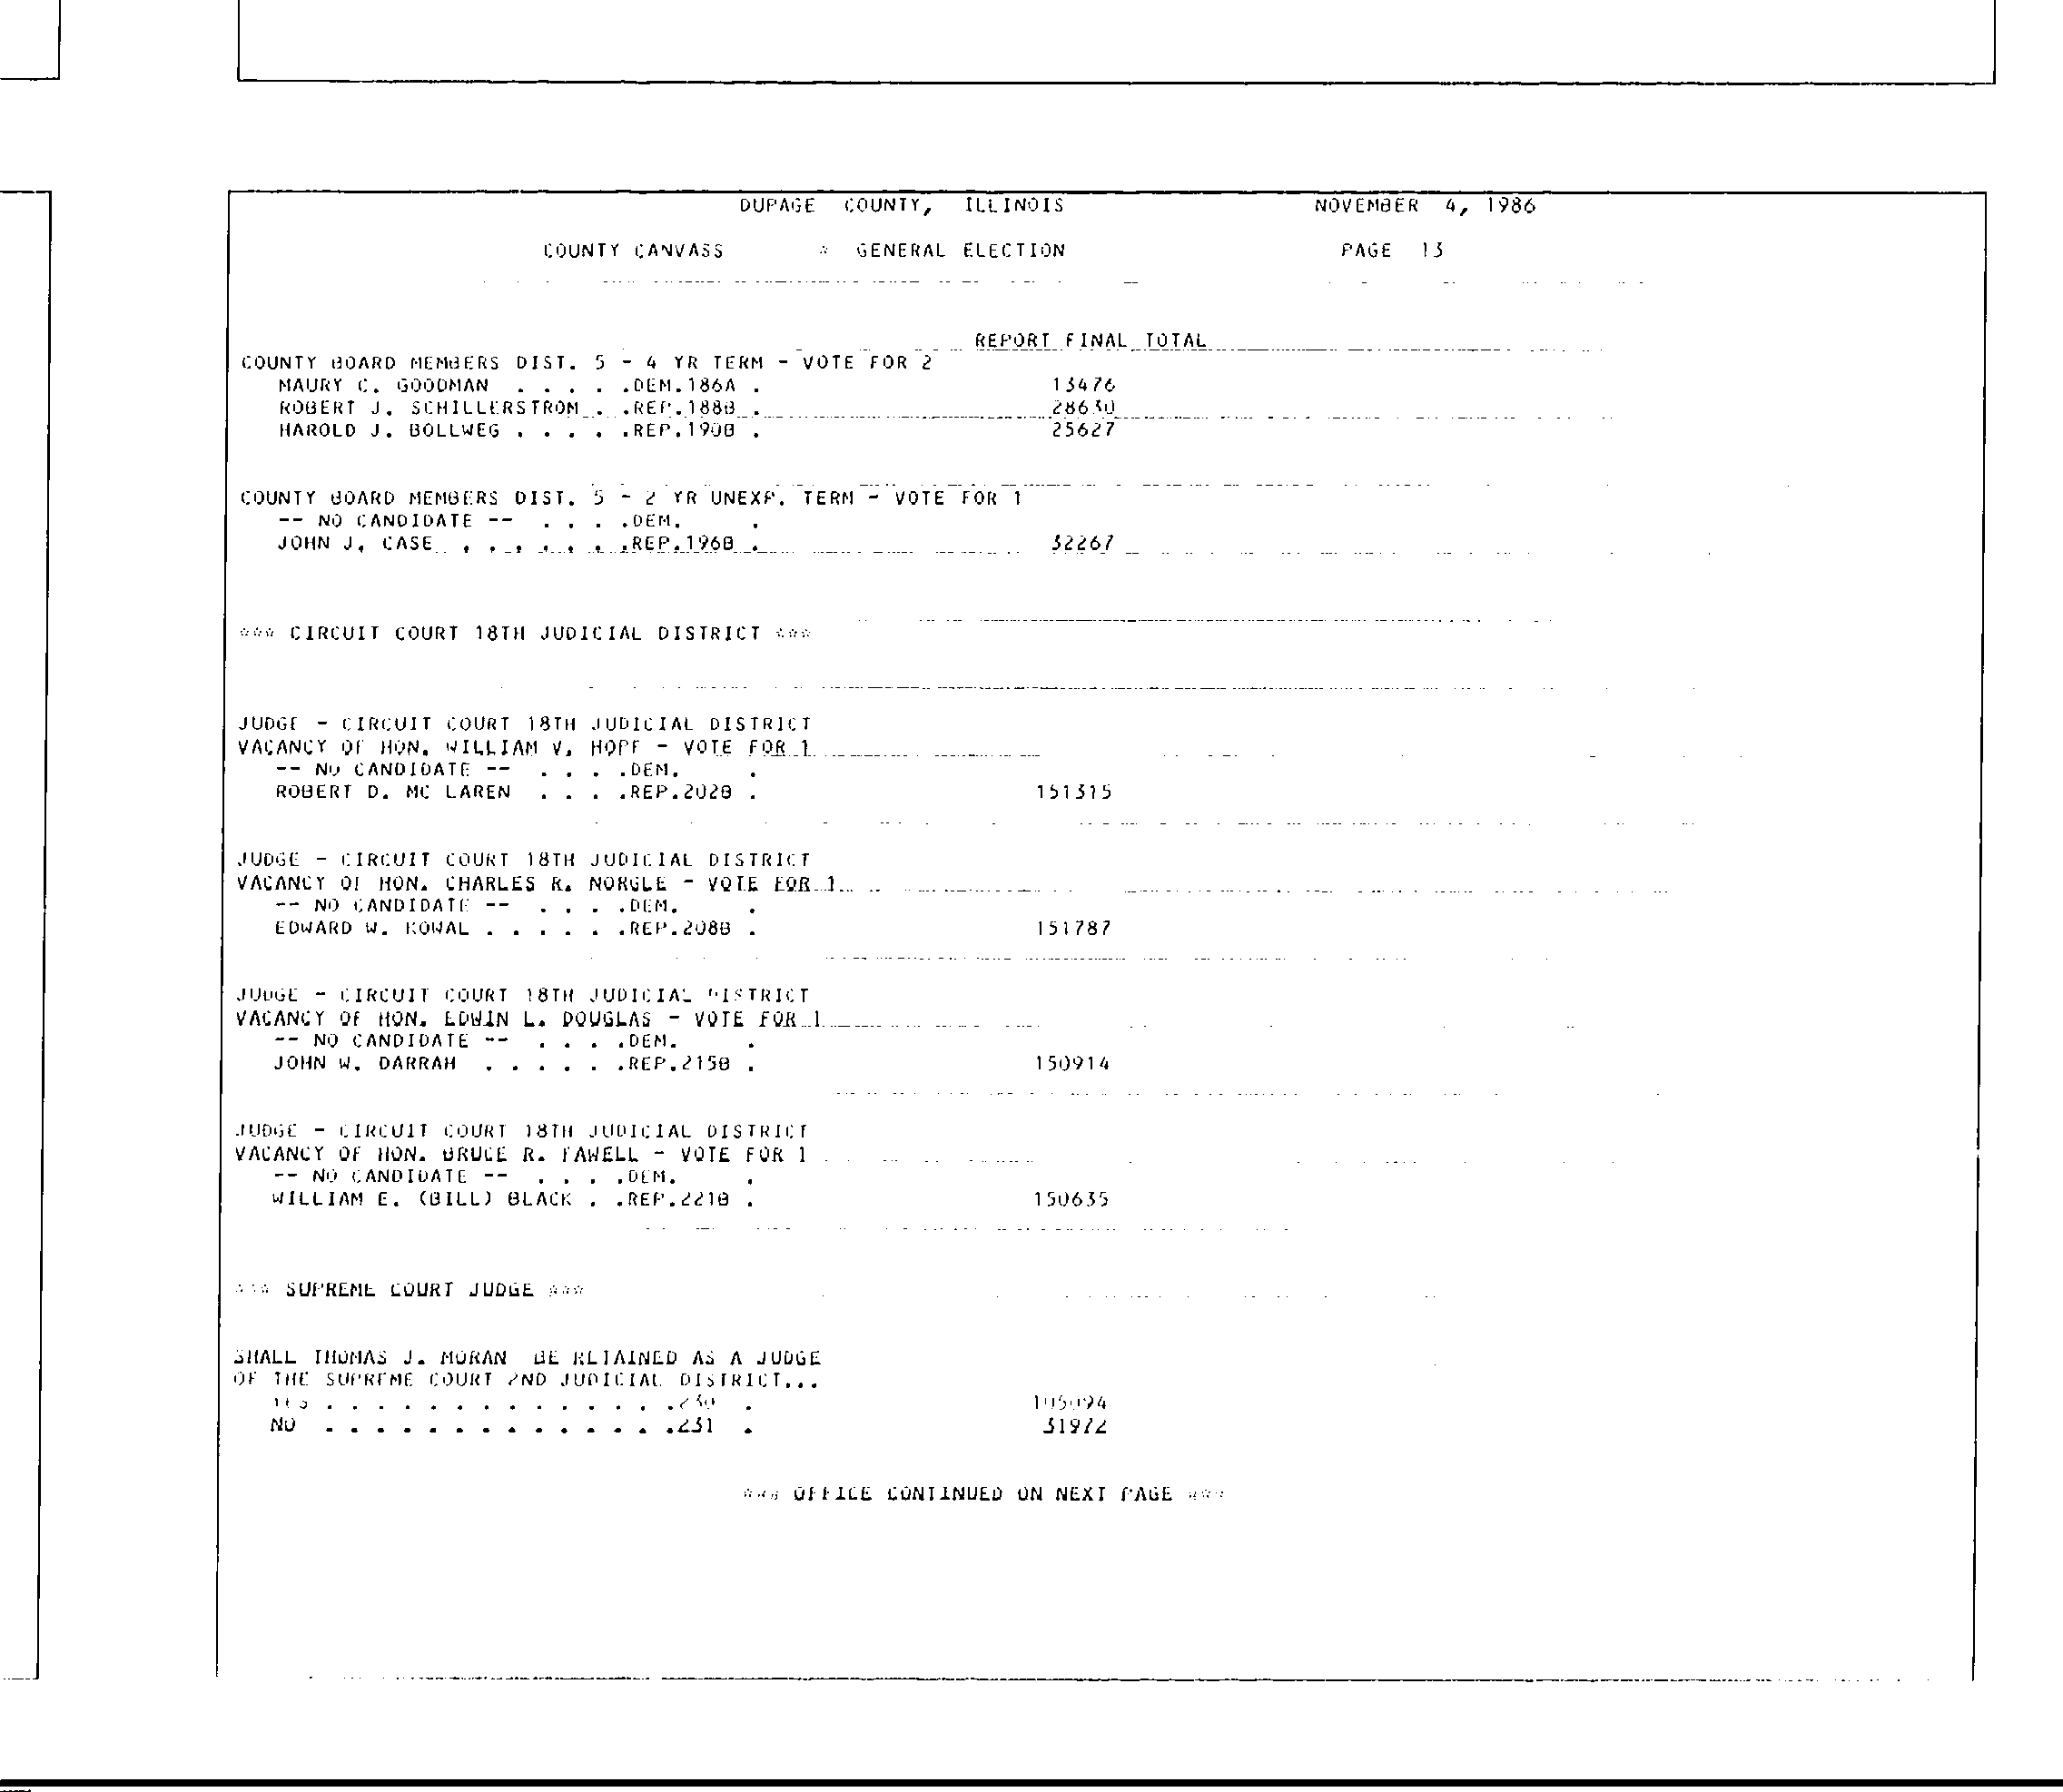 DUPAGE COUNTY, ILLINOIS NOVEMBER 4, 1986
COUNTY CANVASS * GENERAL ELECTION PAGE 13
REPORT FINAL TOTAL
COUNTY BOARD MEMBERS DIST. 5 - 4 YR TERM - VOTE FOR 2
MAURY C. GOODMAN . . . . .DEM.186A . 13476
ROBERT J. SCHILLERSTROM . .REP.188B . 28630
HAROLD J. BOLLWEG . . . . .REP.190B . 25627
COUNTY BOARD MEMBERS DIST. 5 - 2 YR UNEXP. TERM - VOTE FOR 1
-- NO CANDIDATE -- . . . .DEM. .
JOHN J. CASE . . . . . . .REP.196B . 32267
*** CIRCUIT COURT 18TH JUDICIAL DISTRICT ***
JUDGE - CIRCUIT COURT 18TH JUDICIAL DISTRICT
VACANCY OF HON. WILLIAM V. HOPF - VOTE FOR 1
-- NO CANDIDATE -- . . . .DEM. .
ROBERT D. MC LAREN . . . .REP.202B . 151315
JUDGE - CIRCUIT COURT 18TH JUDICIAL DISTRICT
VACANCY OF HON. CHARLES R. NORGLE - VOTE FOR 1
-- NO CANDIDATE -- . . . .DEM. .
EDWARD W. KOWAL . . . . . .REP.208B . 151787
JUDGE - CIRCUIT COURT 18TH JUDICIAL DISTRICT
VACANCY OF HON. EDWIN L. DOUGLAS - VOTE FOR 1
-- NO CANDIDATE -- . . . .DEM. .
JOHN W. DARRAH . . . . . .REP.215B . 150914
JUDGE - CIRCUIT COURT 18TH JUDICIAL DISTRICT
VACANCY OF HON. BRUCE R. FAWELL - VOTE FOR 1
-- NO CANDIDATE -- . . . .DEM. .
WILLIAM E. (BILL) BLACK . .REP.221B . 150635
*** SUPREME COURT JUDGE ***
SHALL THOMAS J. MORAN BE RETAINED AS A JUDGE
OF THE SUPREME COURT 2ND JUDICIAL DISTRICT...
YES . . . . . . . . . . . . . .230 . 105094
NO . . . . . . . . . . . . . .231 . 31972
*** OFFICE CONTINUED ON NEXT PAGE ***